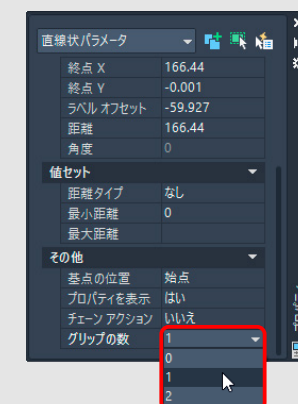 直線状パラメータ
終点 X 166.44
終点 Y -0.001
ラベル オフセット -59.927
距離 166.44
角度 0
値セット
距離タイプ なし
最小距離 0
最大距離
その他
基点の位置 始点
プロパティを表示 はい
チェーン アクション いいえ
グリップの数 1
0
1
2